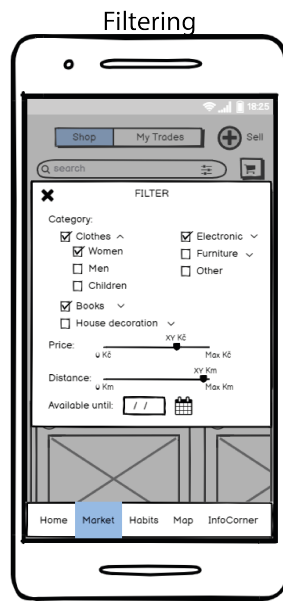 Filtering
18:25
Shop My Trades Sell
search
FILTER
Category:
Clothes Electronic
Women Furniture
Men Other
Children
Books
House decoration
XY Kč
Price:
0 Kč Max Kč
XY Km
Distance:
0 Km Max Km
Available until: / /
Home Market Habits Map InfoCorner